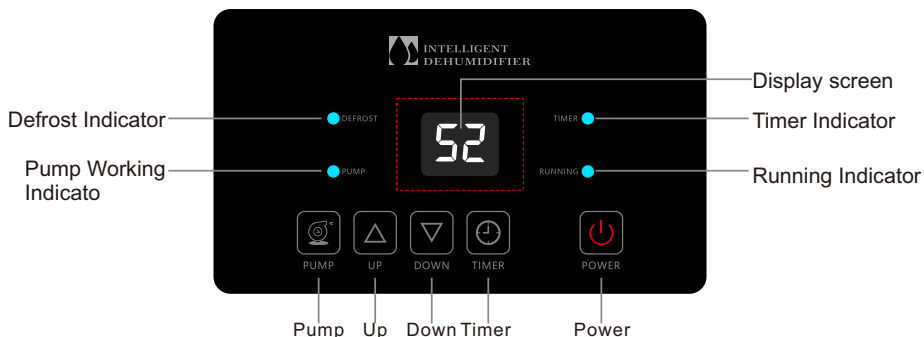 INTELLIGENT
DEHUMIDIFIER
Display screen
Defrost Indicator
DEFROST
52
TIMER
Timer Indicator
Pump Working
Indicato
PUMP
RUNNING
Running Indicator
PUMP
UP
DOWN
TIMER
POWER
Pump
Up
Down
Timer
Power